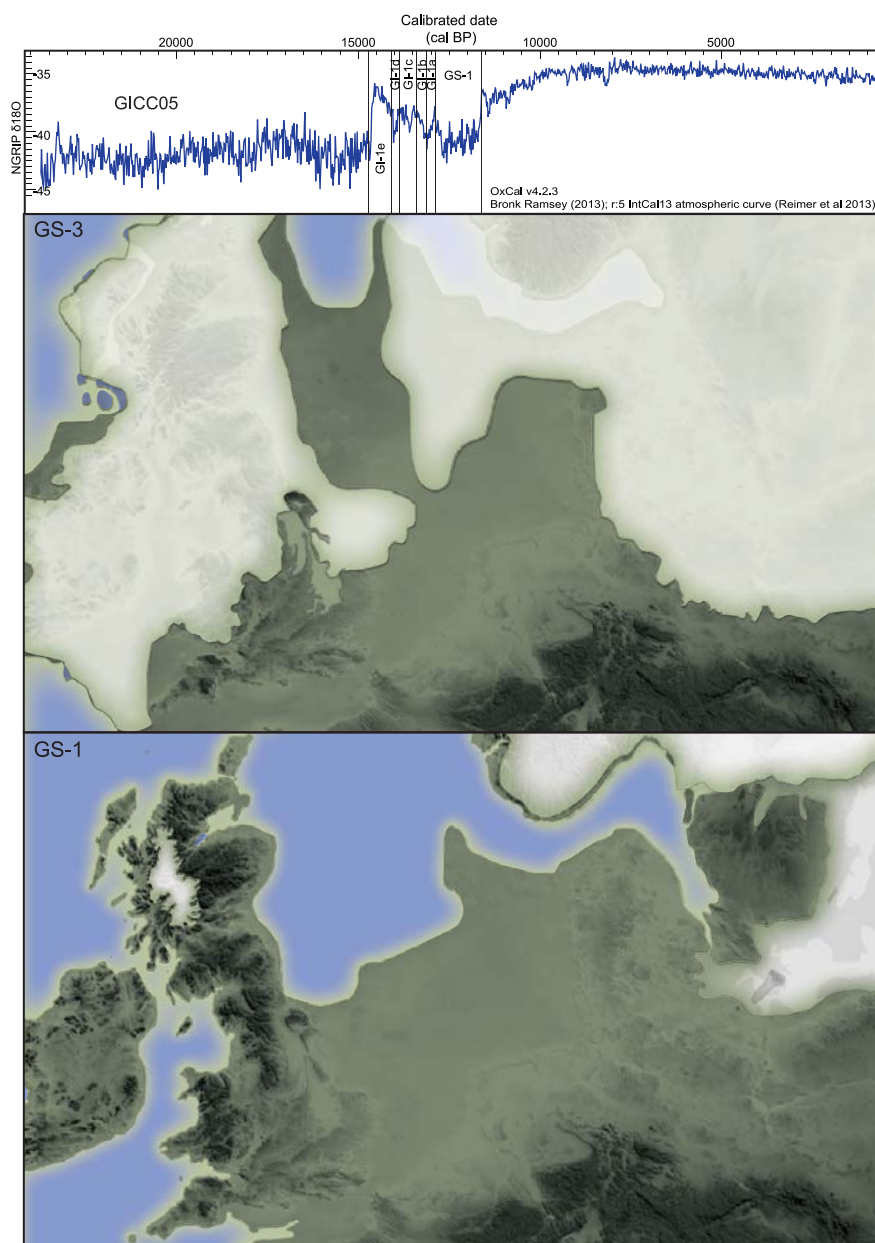 Calibrated date
(cal BP)
20000 15000 10000 5000
-35
-40
-45
NGRIP δ18O
GICC05
GI-1e
GI-1d
GI-1c
GI-1b
GI-1a
GS-1
OxCal v4.2.3
Bronk Ramsey (2013); r:5 IntCal13 atmospheric curve (Reimer et al 2013)
GS-3
GS-1